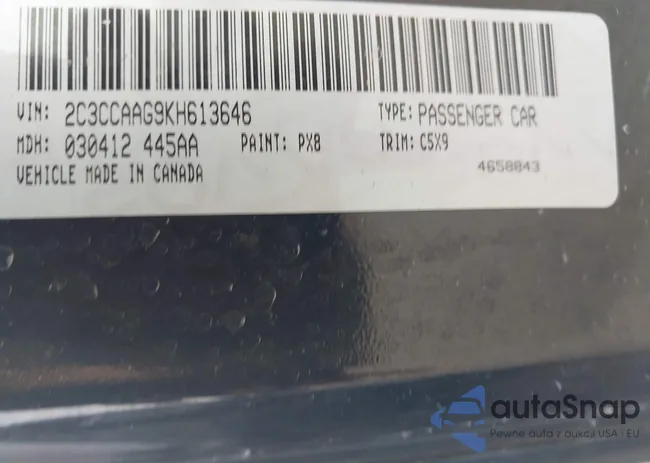 VIN: 2C3CCAAG9KH613646 TYPE: PASSENGER CAR
MDH: 030412 445AA PAINT: PX8 TRIM: C5X9
VEHICLE MADE IN CANADA 4658843
autaSnap
Pewne auta z aukcji USA i EU